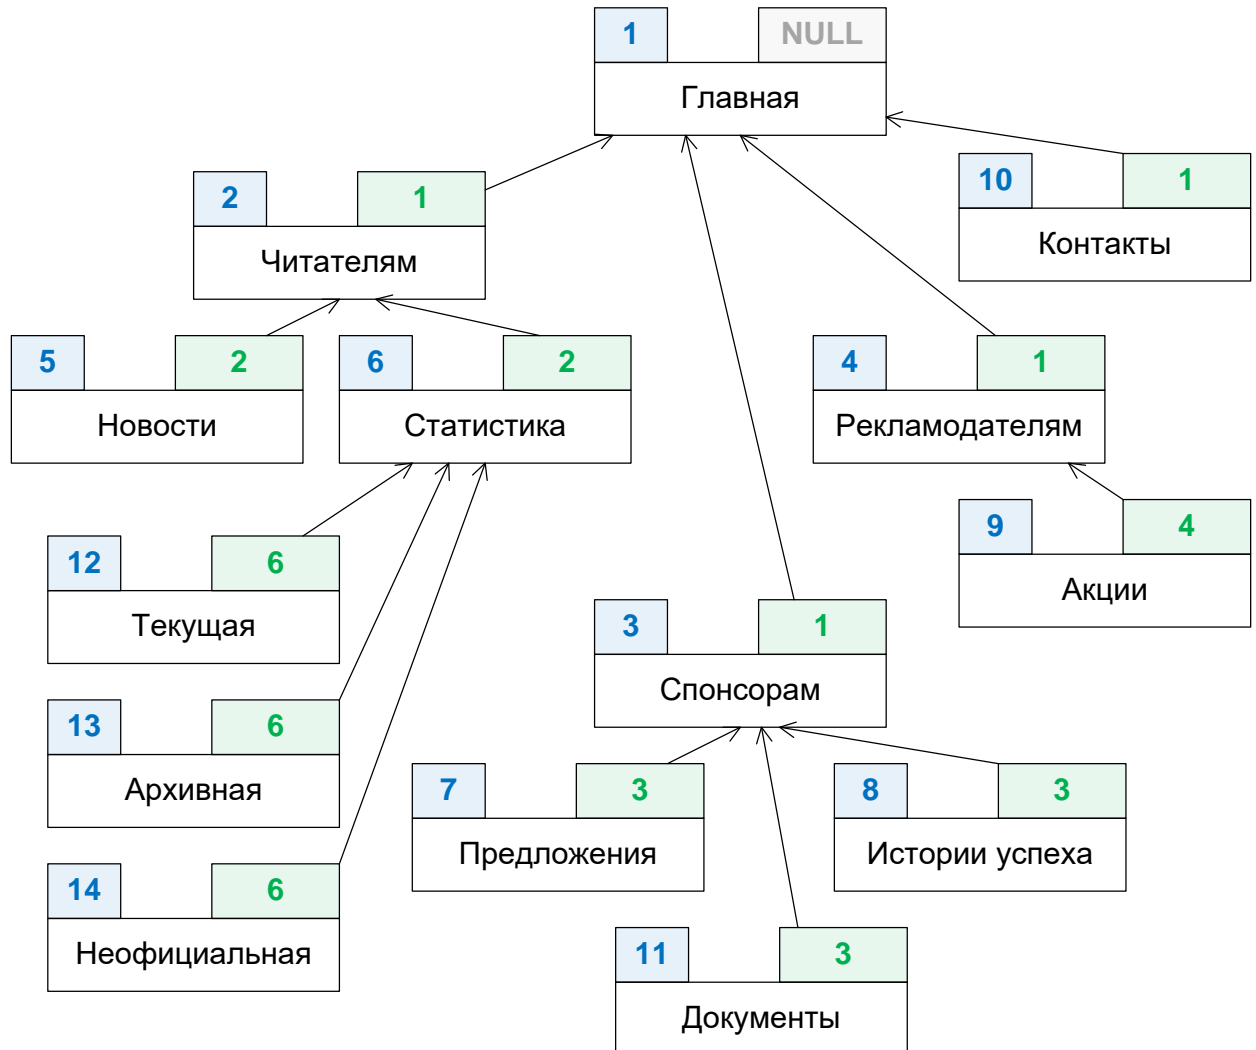 1 NULL
Главная
10 1
Контакты
2 1
Читателям
5 2
Новости
6 2
Статистика
4 1
Рекламодателям
9 4
Акции
12 6
Текущая
3 1
Спонсорам
13 6
Архивная
7 3
Предложения
8 3
Истории успеха
14 6
Неофициальная
11 3
Документы